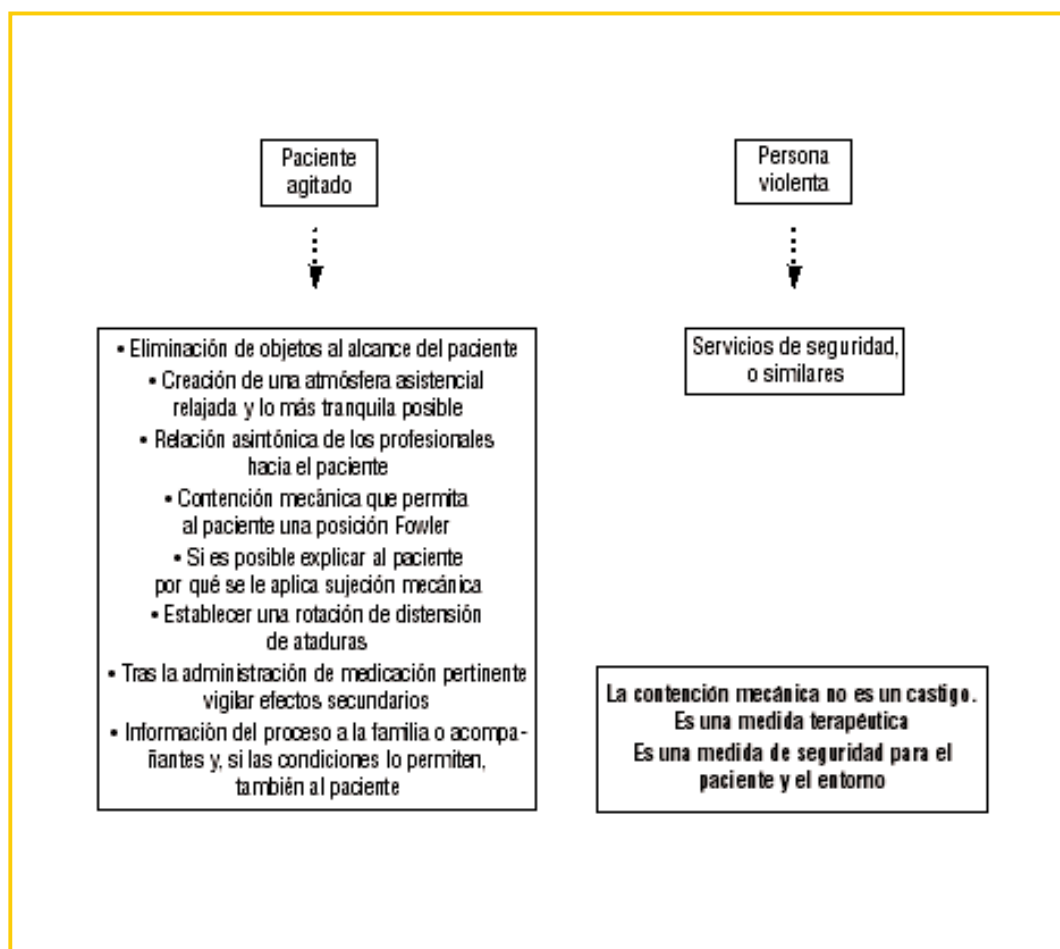 Paciente
agitado
Persona
violenta
• Eliminación de objetos al alcance del paciente
• Creación de una atmósfera asistencial
relajada y lo más tranquila posible
• Relación asintónica de los profesionales
hacia el paciente
• Contención mecánica que permita
al paciente una posición Fowler
• Si es posible explicar al paciente
por qué se le aplica sujeción mecánica
• Establecer una rotación de distensión
de ataduras
• Tras la administración de medicación pertinente
vigilar efectos secundarios
• Información del proceso a la familia o acompa-
ñantes y, si las condiciones lo permiten,
también al paciente
Servicios de seguridad,
o similares
La contención mecánica no es un castigo.
Es una medida terapéutica
Es una medida de seguridad para el
paciente y el entorno